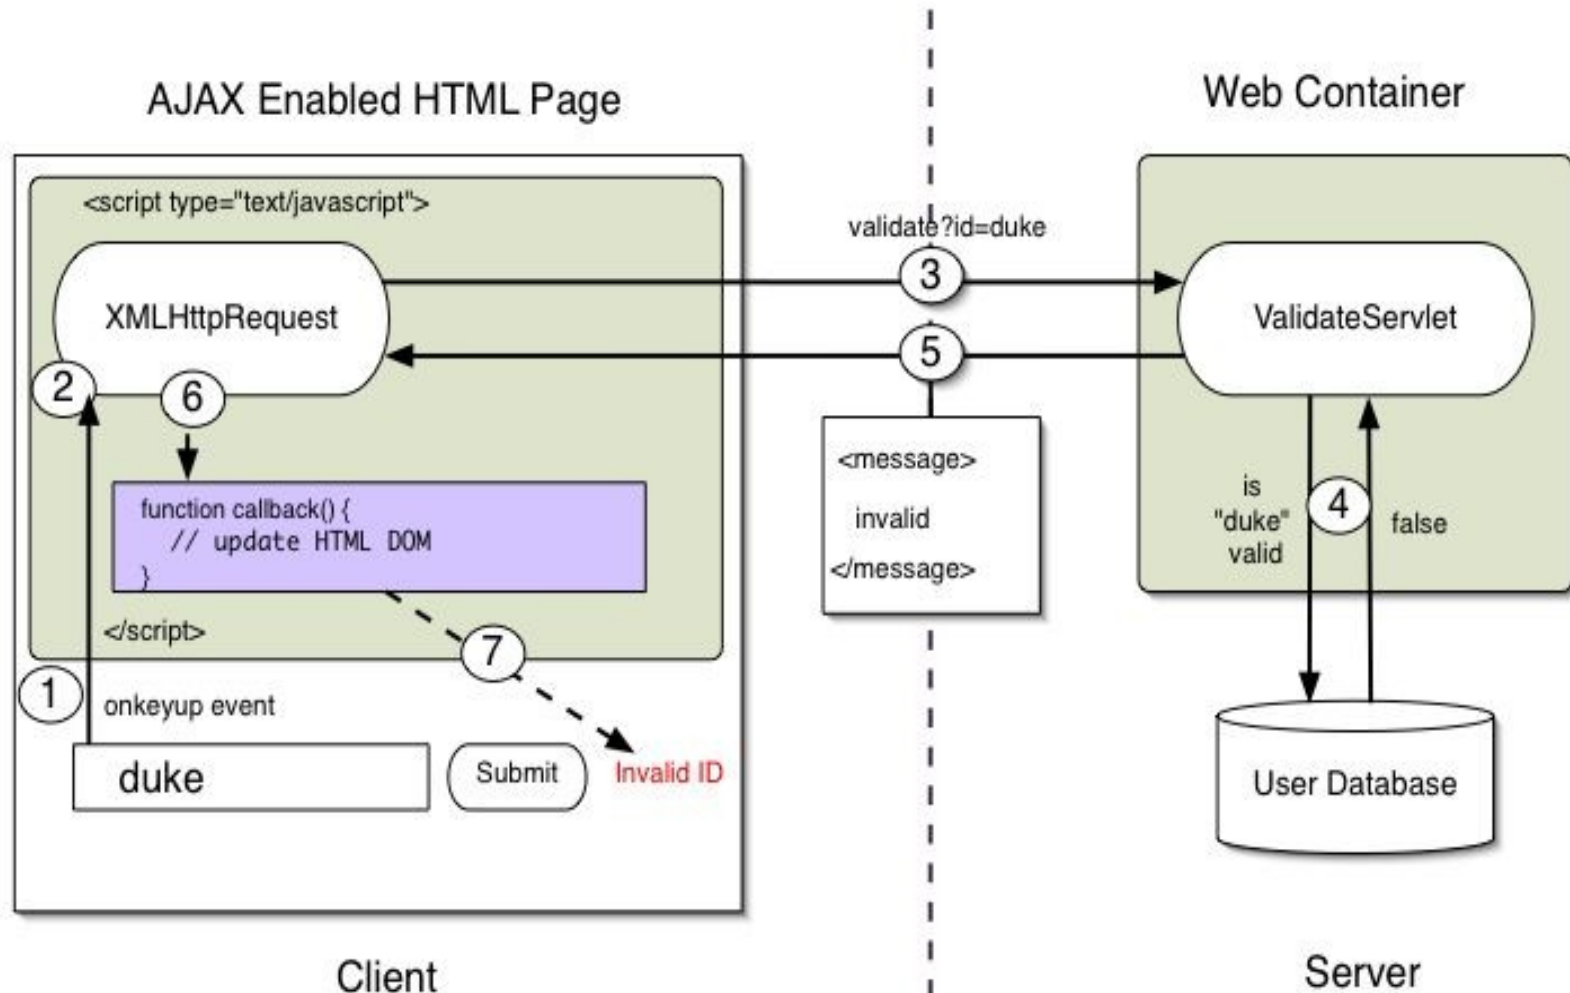 AJAX Enabled HTML Page
Web Container
<script type="text/javascript">
validate?id=duke
3
XMLHttpRequest
ValidateServlet
5
2
6
<message>
invalid
</message>
is
"duke"
valid
4
false
function callback() {
// update HTML DOM
}
</script>
7
1
onkeyup event
duke
Submit
Invalid ID
User Database
Client
Server